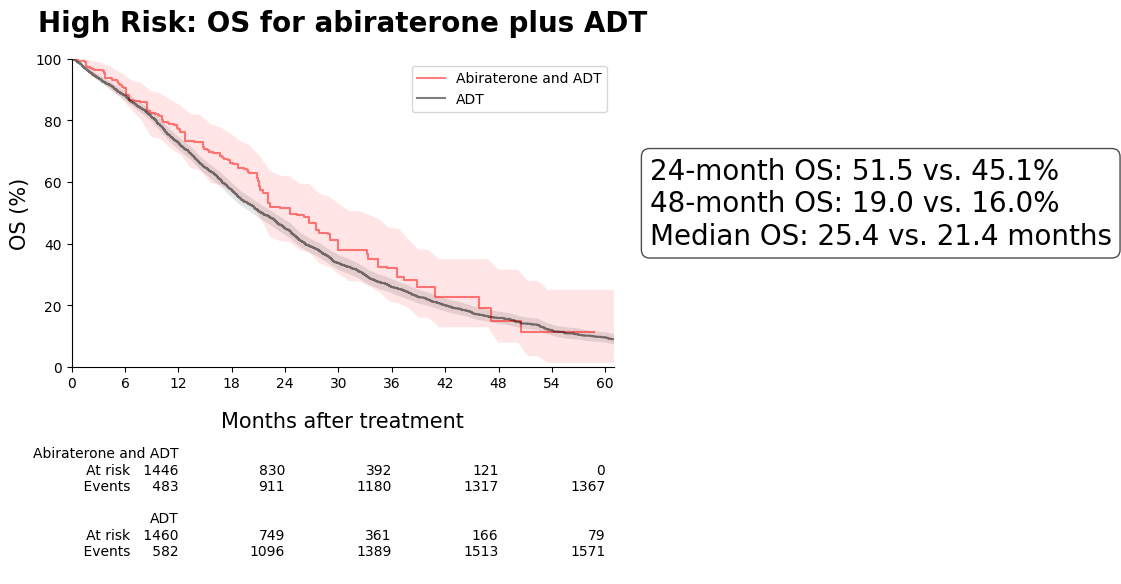 High Risk: OS for abiraterone plus ADT
100
80
60
40
20
0
OS (%)
Abiraterone and ADT
ADT
24-month OS: 51.5 vs. 45.1%
48-month OS: 19.0 vs. 16.0%
Median OS: 25.4 vs. 21.4 months
0 6 12 18 24 30 36 42 48 54 60
Months after treatment
Abiraterone and ADT
At risk 1446 830 392 121 0
Events 483 911 1180 1317 1367
ADT
At risk 1460 749 361 166 79
Events 582 1096 1389 1513 1571